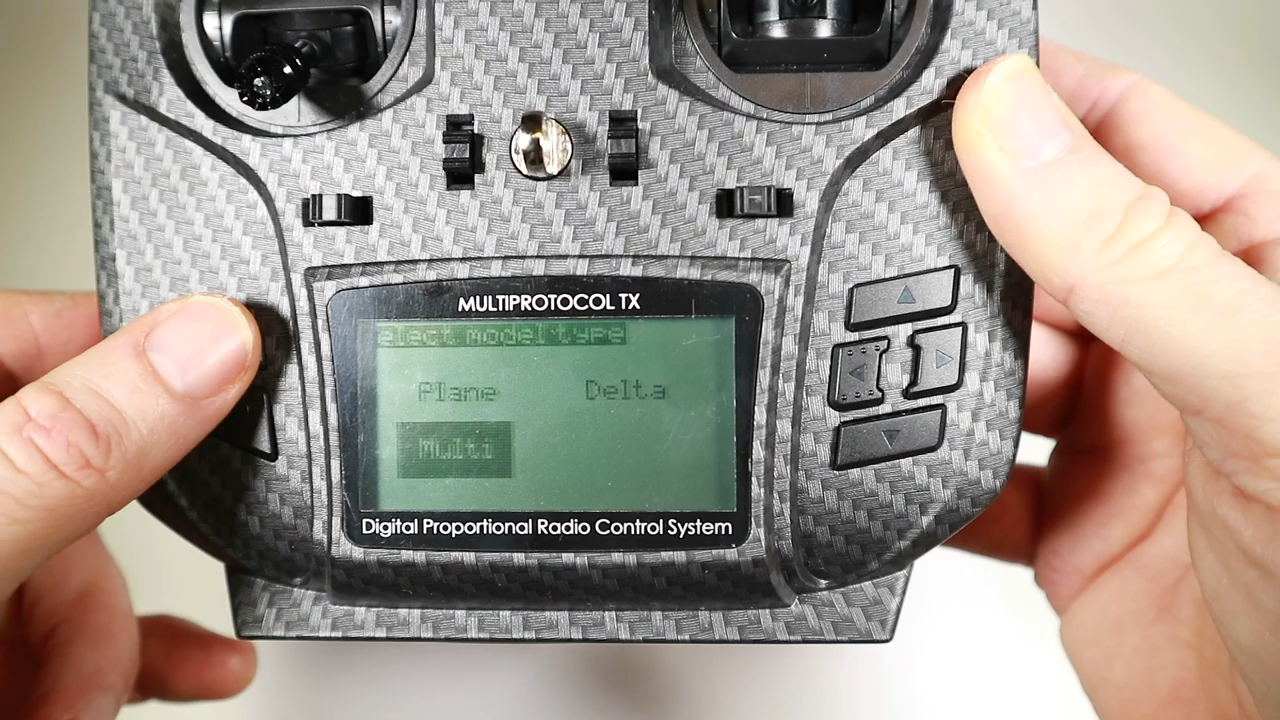 MULTIPROTOCOL TX
elect model type
Plane Delta
Multi
Digital Proportional Radio Control System